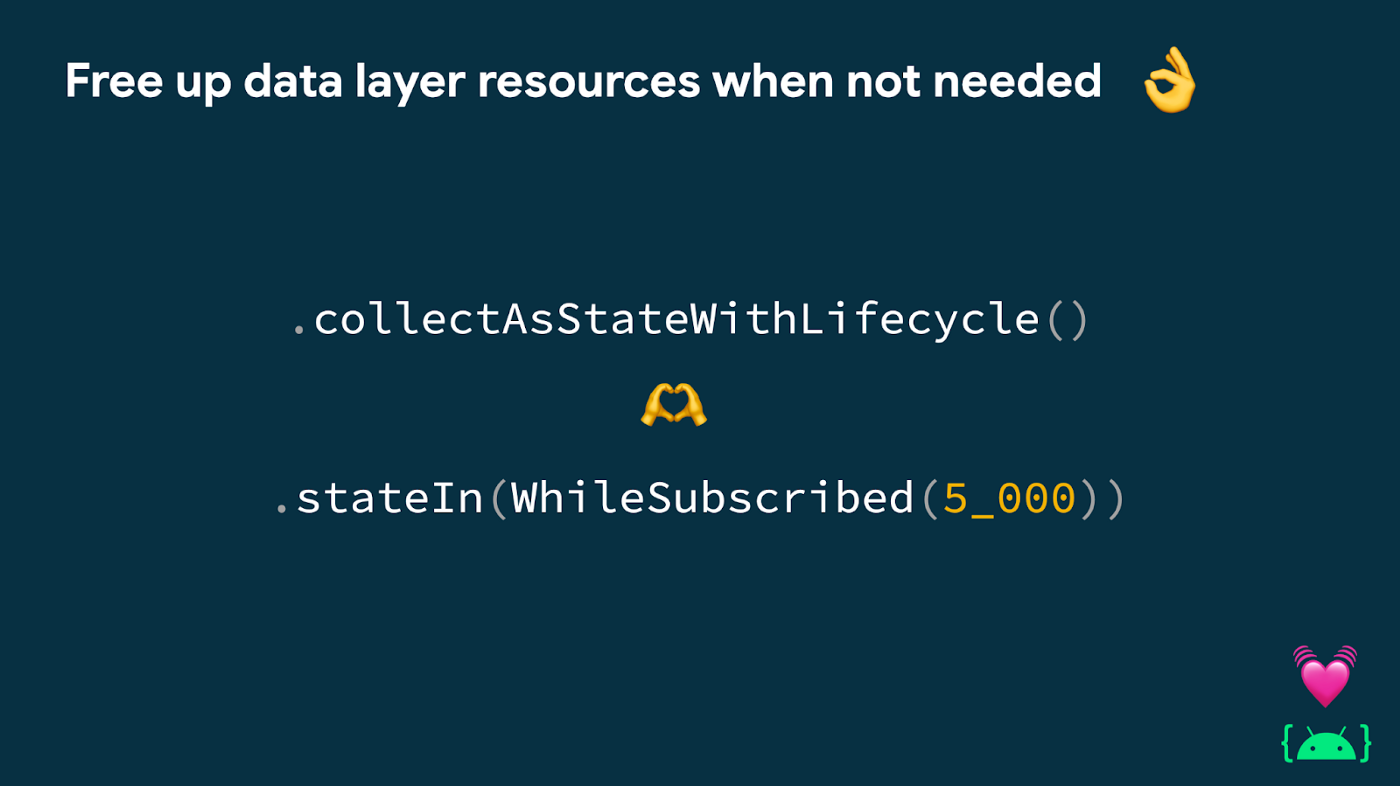 Free up data layer resources when not needed 👌
.collectAsStateWithLifecycle()
🫶
.stateIn(WhileSubscribed(5_000))
{ }